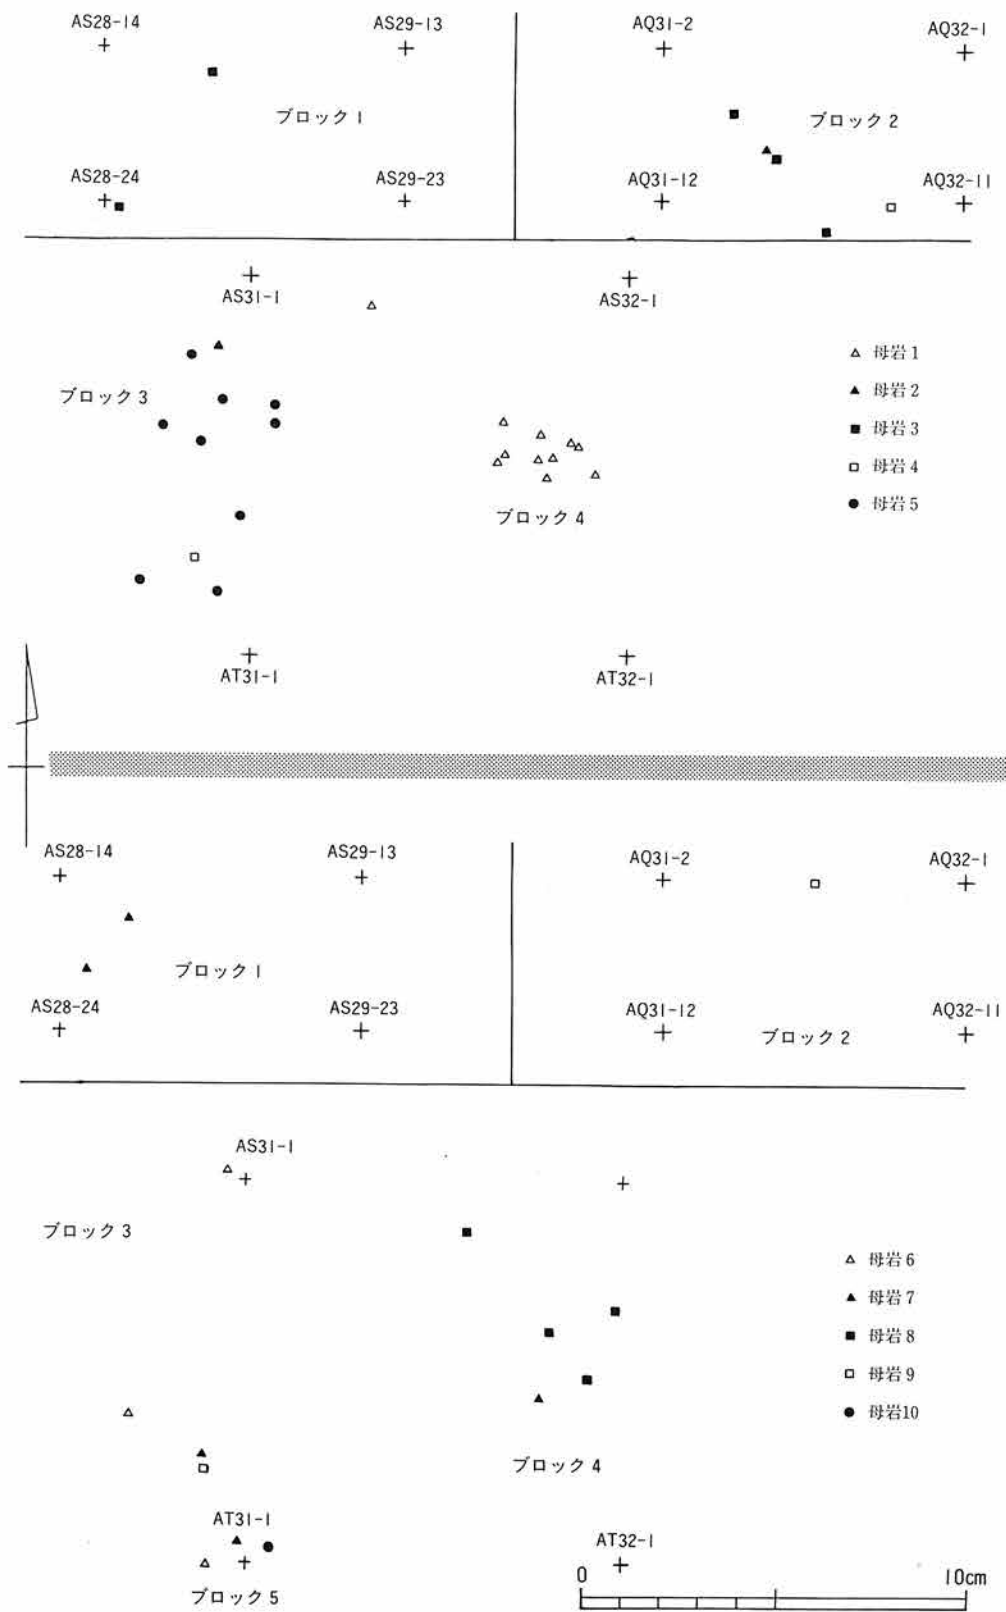 AS28-14
AS29-13
AQ31-2
AQ32-1
ブロック1
ブロック2
AS28-24
AS29-23
AQ31-12
AQ32-11
AS31-1
AS32-1
△ 母岩1
▲ 母岩2
■ 母岩3
□ 母岩4
● 母岩5
ブロック3
ブロック4
AT31-1
AT32-1
AS28-14
AS29-13
AQ31-2
AQ32-1
ブロック1
AS28-24
AS29-23
AQ31-12
AQ32-11
ブロック2
AS31-1
ブロック3
△ 母岩6
▲ 母岩7
■ 母岩8
□ 母岩9
● 母岩10
ブロック4
AT31-1
AT32-1
ブロック5
0
10cm